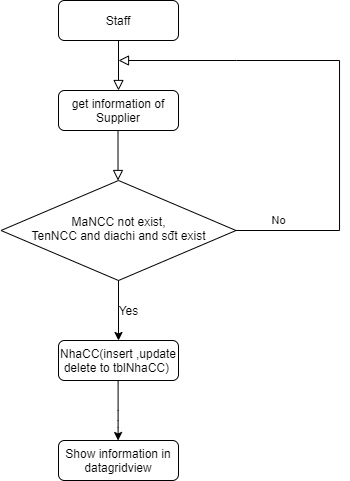 Staff
get information of
Supplier
MaNCC not exist,
TenNCC and diachi and sđt exist
No
Yes
NhaCC(insert ,update
delete to tblNhaCC)
Show information in
datagridview